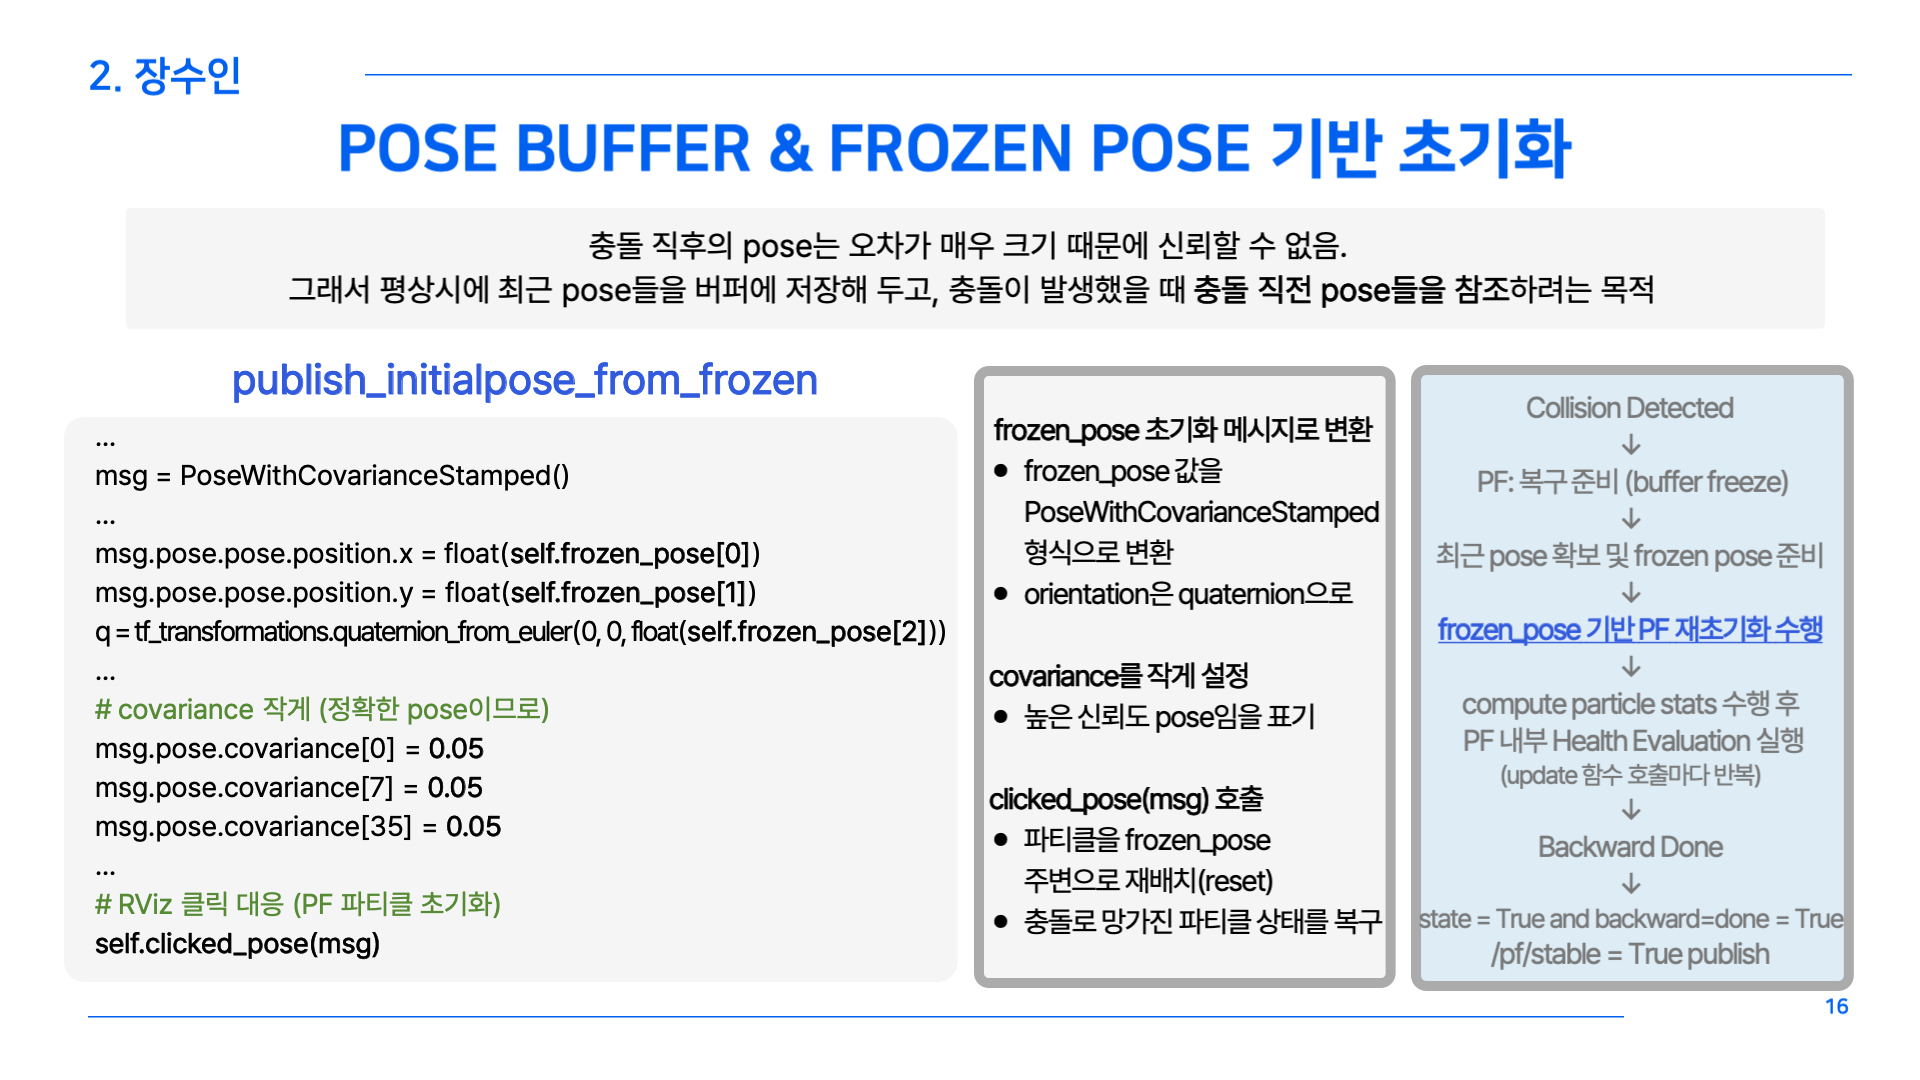 2. 장수인
POSE BUFFER & FROZEN POSE 기반 초기화
충돌 직후의 pose는 오차가 매우 크기 때문에 신뢰할 수 없음.
그래서 평상시에 최근 pose들을 버퍼에 저장해 두고, 충돌이 발생했을 때 충돌 직전 pose들을 참조하려는 목적
publish_initialpose_from_frozen
...
msg = PoseWithCovarianceStamped()
...
msg.pose.pose.position.x = float(self.frozen_pose[0])
msg.pose.pose.position.y = float(self.frozen_pose[1])
q = tf_transformations.quaternion_from_euler(0, 0, float(self.frozen_pose[2]))
...
# covariance 작게 (정확한 pose이므로)
msg.pose.covariance[0] = 0.05
msg.pose.covariance[7] = 0.05
msg.pose.covariance[35] = 0.05
...
# RViz 클릭 대응 (PF 파티클 초기화)
self.clicked_pose(msg)
frozen_pose 초기화 메시지로 변환
● frozen_pose 값을
PoseWithCovarianceStamped
형식으로 변환
● orientation은 quaternion으로
covariance를 작게 설정
● 높은 신뢰도 pose임을 표기
clicked_pose(msg) 호출
● 파티클을 frozen_pose
주변으로 재배치(reset)
● 충돌로 망가진 파티클 상태를 복구
Collision Detected
↓
PF: 복구 준비 (buffer freeze)
↓
최근 pose 확보 및 frozen pose 준비
↓
frozen_pose 기반 PF 재초기화 수행
↓
compute particle stats 수행 후
PF 내부 Health Evaluation 실행
(update 함수 호출마다 반복)
↓
Backward Done
↓
state = True and backward=done = True
/pf/stable = True publish
16